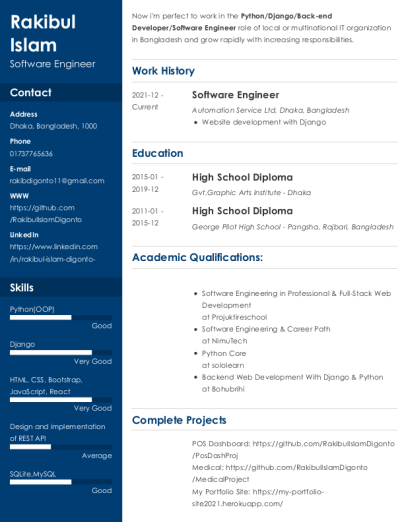 Rakibul
Islam
Software Engineer
Contact
Address
Dhaka, Bangladesh, 1000
Phone
01737765636
E-mail
rakibdigonto11@gmail.com
WWW
https://github.com
/RakibulIslamDigonto
LinkedIn
https://www.linkedin.com
/in/rakibul-islam-digonto-
Skills
Python(OOP)
Good
Django
Very Good
HTML, CSS, Bootstrap,
JavaScript, React
Very Good
Design and implementation
of REST API
Average
SQLite,MySQL
Good
Now i'm perfect to work in the Python/Django/Back-end
Developer/Software Engineer role of local or multinational IT organization
in Bangladesh and grow rapidly with increasing responsibilities.
Work History
2021-12 -
Current
Software Engineer
Automation Service Ltd, Dhaka, Bangladesh
• Website development with Django
Education
2015-01 -
2019-12
High School Diploma
Gvt.Graphic Arts Institute - Dhaka
2011-01 -
2015-12
High School Diploma
George Pilot High School - Pangsha, Rajbari, Bangladesh
Academic Qualifications:
• Software Engineering in Professional & Full-Stack Web
Development
at Projuktireschool
• Software Engineering & Career Path
at NimuTech
• Python Core
at sololearn
• Backend Web Development With Django & Python
at Bohubrihi
Complete Projects
POS Dashboard: https://github.com/RakibulIslamDigonto
/PosDashProj
Medical: https://github.com/RakibulIslamDigonto
/MedicalProject
My Portfolio Site: https://my-portfolio-
site2021.herokuapp.com/